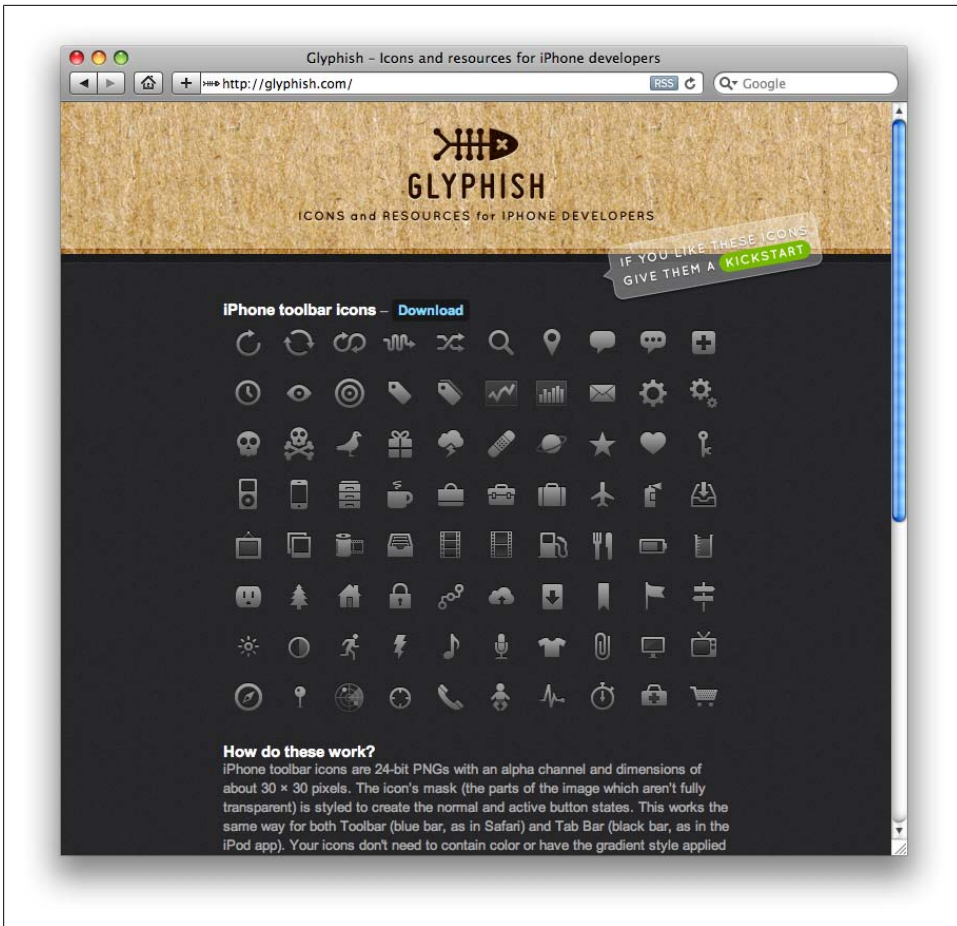 Glyphish – Icons and resources for iPhone developers
http://glyphish.com/
RSS
Google
GLYPHISH
ICONS and RESOURCES for IPHONE DEVELOPERS
IF YOU LIKE THESE ICONS
GIVE THEM A KICKSTART
iPhone toolbar icons – Download
How do these work?
iPhone toolbar icons are 24-bit PNGs with an alpha channel and dimensions of
about 30 × 30 pixels. The icon's mask (the parts of the image which aren't fully
transparent) is styled to create the normal and active button states. This works the
same way for both Toolbar (blue bar, as in Safari) and Tab Bar (black bar, as in the
iPod app). Your icons don't need to contain color or have the gradient style applied